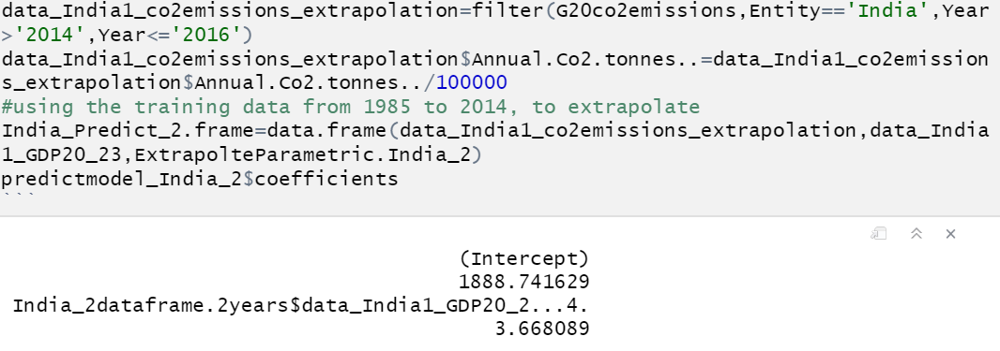 data_India1_co2emissions_extrapolation=filter(G20co2emissions,Entity=='India',Year
>'2014',Year<='2016')
data_India1_co2emissions_extrapolation$Annual.Co2.tonnes..=data_India1_co2emission
s_extrapolation$Annual.Co2.tonnes../100000
#using the training data from 1985 to 2014, to extrapolate
India_Predict_2.frame=data.frame(data_India1_co2emissions_extrapolation,data_India
1_GDP20_23,ExtrapolteParametric.India_2)
predictmodel_India_2$coefficients
```
(Intercept)
1888.741629
India_2dataframe.2years$data_India1_GDP20_2...4.
3.668089